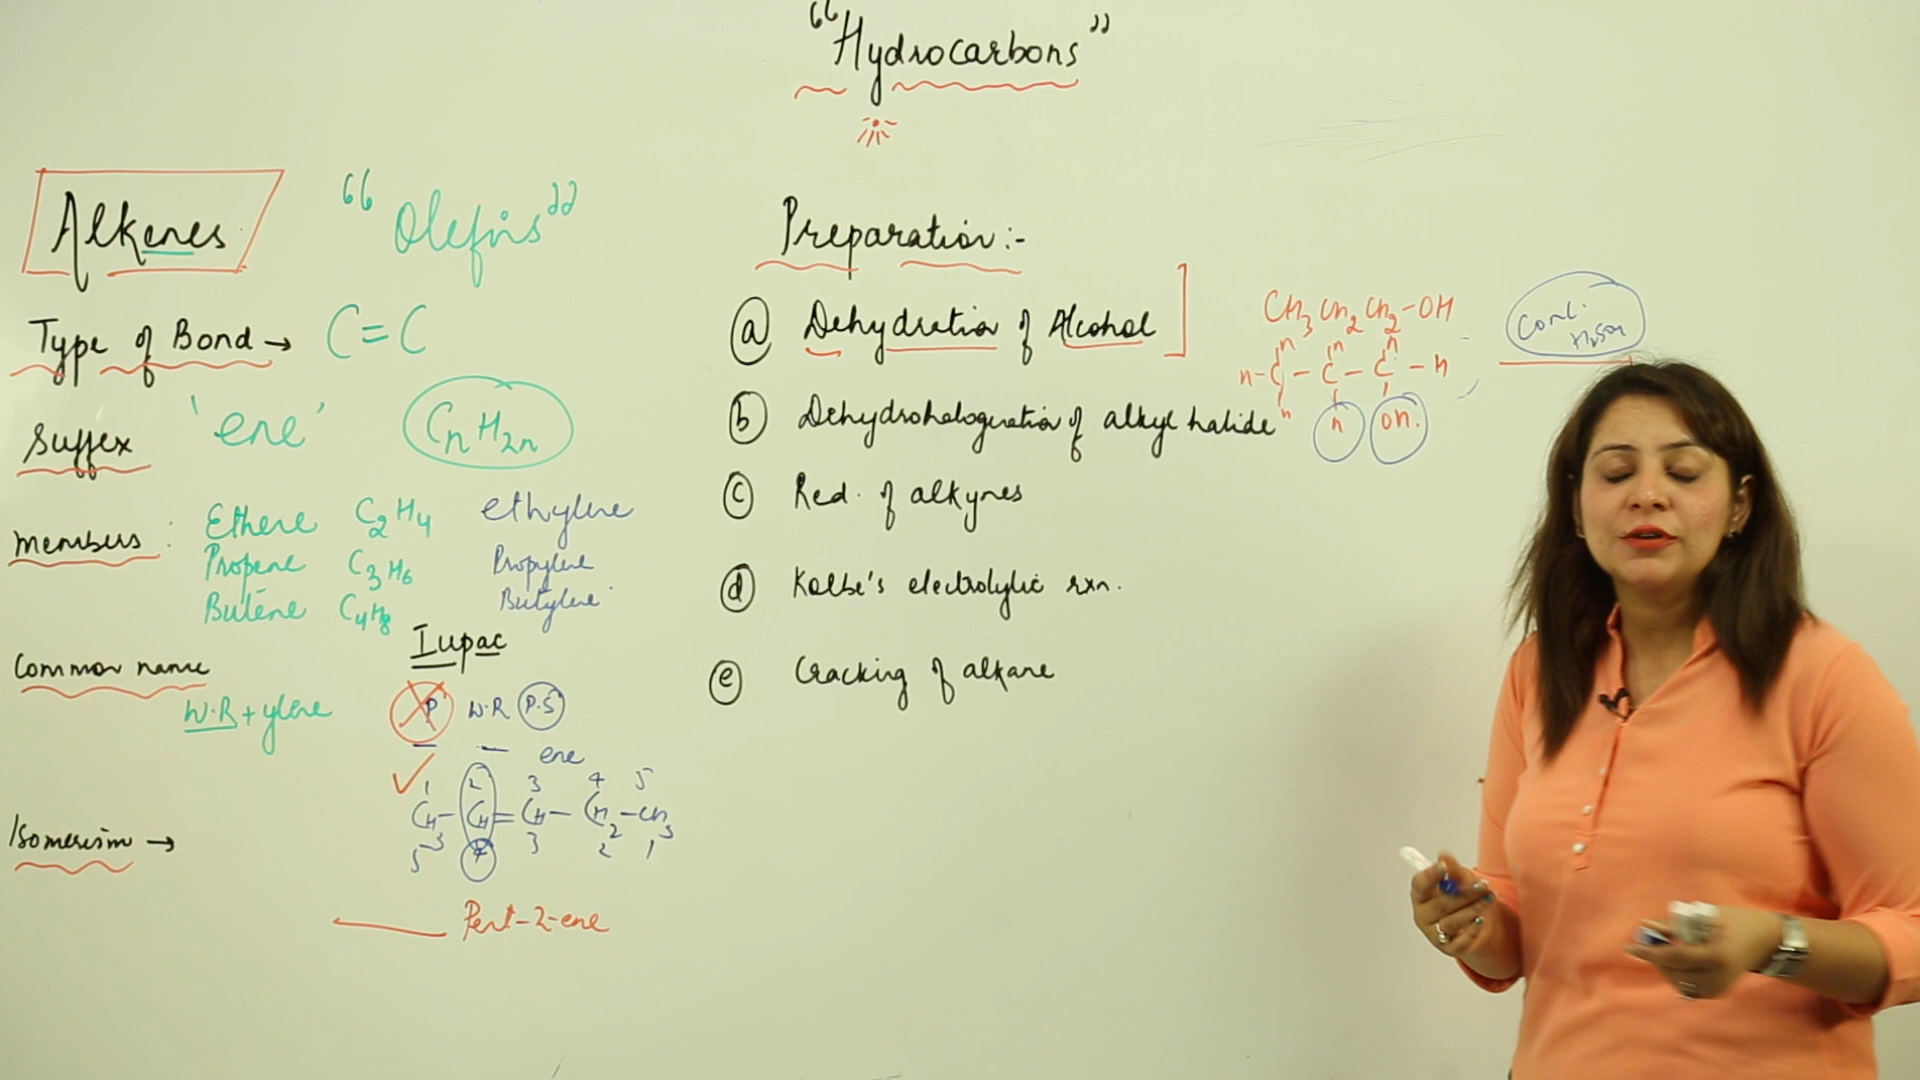 "Hydrocarbons"
Alkenes "Olefins"
Type of Bond → C=C
Suffex 'ene' CnH2n
Members : Ethene C2H4 ethylene
Propene C3H6 Propylene
Butene C4H8 Butylene
Common name
W.R + ylene
Iupac
P W.R P.S
ene
1 2 3 4 5
CH3-CH=CH-CH2-CH3
5 4 3 2 1
Isomerism →
Pent-2-ene
Preparation:-
(a) Dehydration of Alcohol
(b) Dehydrohalogenation of alkyl halide
(c) Red. of alkynes
(d) Kolbe's electrolytic rxn.
(e) Cracking of alkane
CH3 CH2 CH2-OH
H H H
H-C-C-C-H
H H OH.
Conc. H2SO4